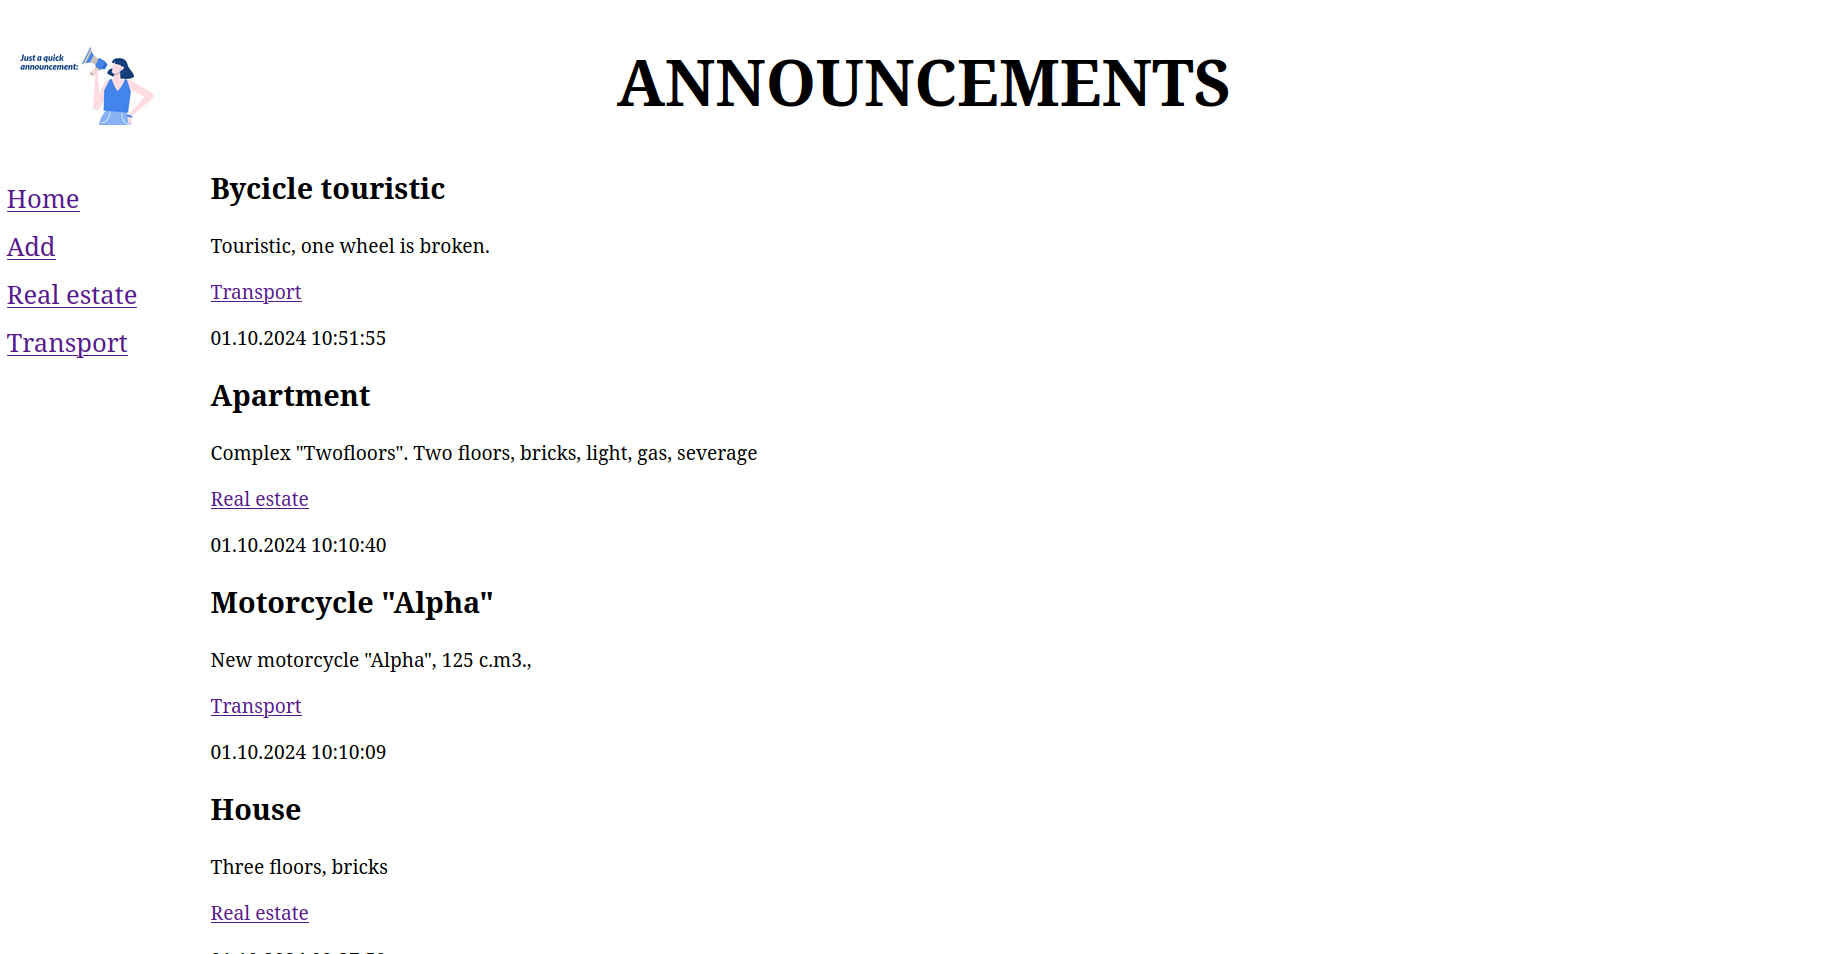 Just a quick
announcement:
ANNOUNCEMENTS
Home
Add
Real estate
Transport
Bycicle touristic
Touristic, one wheel is broken.
Transport
01.10.2024 10:51:55
Apartment
Complex "Twofloors". Two floors, bricks, light, gas, severage
Real estate
01.10.2024 10:10:40
Motorcycle "Alpha"
New motorcycle "Alpha", 125 c.m3.,
Transport
01.10.2024 10:10:09
House
Three floors, bricks
Real estate